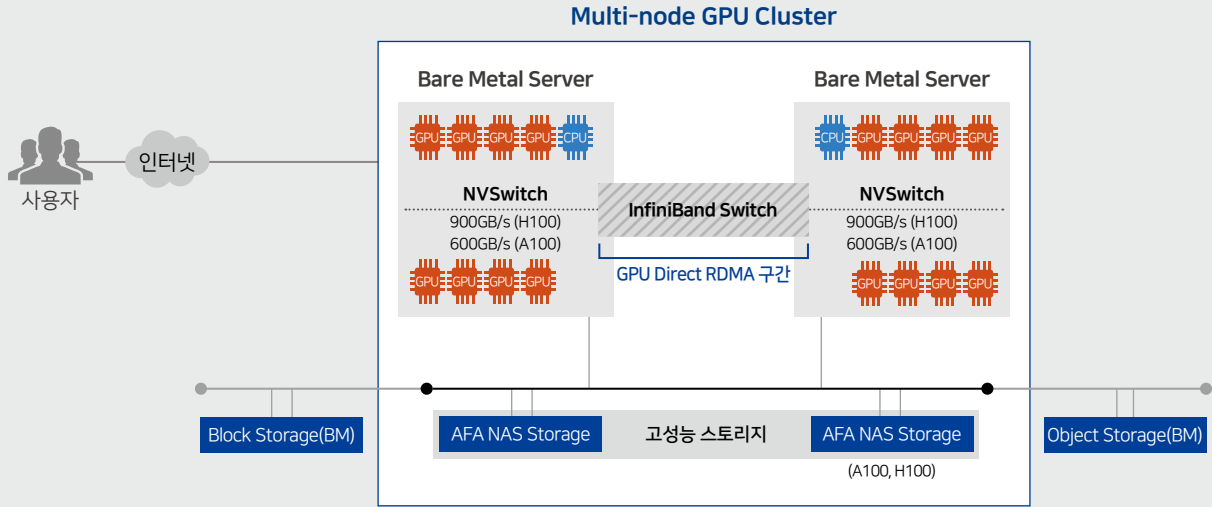 Multi-node GPU Cluster
Bare Metal Server
Bare Metal Server
GPU GPU GPU GPU CPU
CPU GPU GPU GPU GPU
사용자
인터넷
NVSwitch
900GB/s (H100)
600GB/s (A100)
InfiniBand Switch
GPU Direct RDMA 구간
NVSwitch
900GB/s (H100)
600GB/s (A100)
GPU GPU GPU GPU
GPU GPU GPU GPU
Block Storage(BM)
AFA NAS Storage
고성능 스토리지
AFA NAS Storage
(A100, H100)
Object Storage(BM)